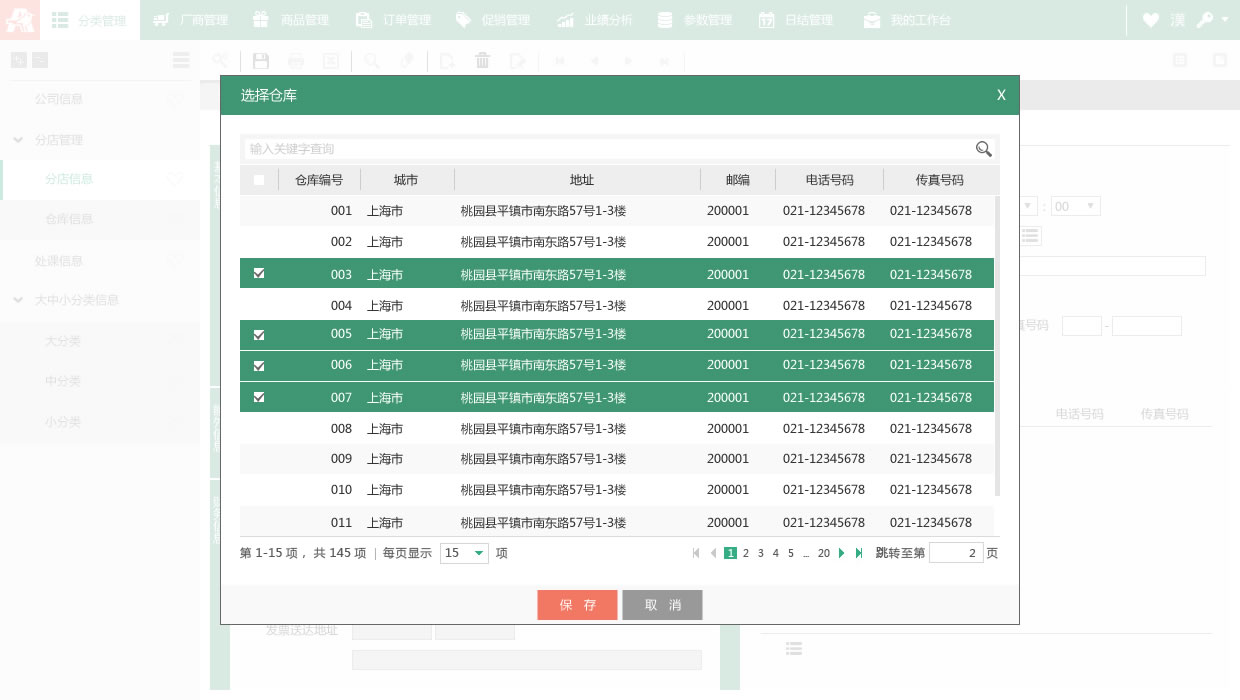 分类管理 厂商管理 商品管理 订单管理 促销管理 业绩分析 参数管理 日结管理 我的工作台 漢
公司信息
分店管理
分店信息
仓库信息
处课信息
大中小分类信息
大分类
中分类
小分类
选择仓库 X
输入关键字查询
仓库编号 城市 地址 邮编 电话号码 传真号码
001 上海市 桃园县平镇市南东路57号1-3楼 200001 021-12345678 021-12345678
002 上海市 桃园县平镇市南东路57号1-3楼 200001 021-12345678 021-12345678
003 上海市 桃园县平镇市南东路57号1-3楼 200001 021-12345678 021-12345678
004 上海市 桃园县平镇市南东路57号1-3楼 200001 021-12345678 021-12345678
005 上海市 桃园县平镇市南东路57号1-3楼 200001 021-12345678 021-12345678
006 上海市 桃园县平镇市南东路57号1-3楼 200001 021-12345678 021-12345678
007 上海市 桃园县平镇市南东路57号1-3楼 200001 021-12345678 021-12345678
008 上海市 桃园县平镇市南东路57号1-3楼 200001 021-12345678 021-12345678
009 上海市 桃园县平镇市南东路57号1-3楼 200001 021-12345678 021-12345678
010 上海市 桃园县平镇市南东路57号1-3楼 200001 021-12345678 021-12345678
011 上海市 桃园县平镇市南东路57号1-3楼 200001 021-12345678 021-12345678
第 1-15 项，共 145 项 | 每页显示 15 项 1 2 3 4 5 ... 20 跳转至第 2 页
保 存 取 消
: 00
真号码 -
电话号码 传真号码
发票送达地址